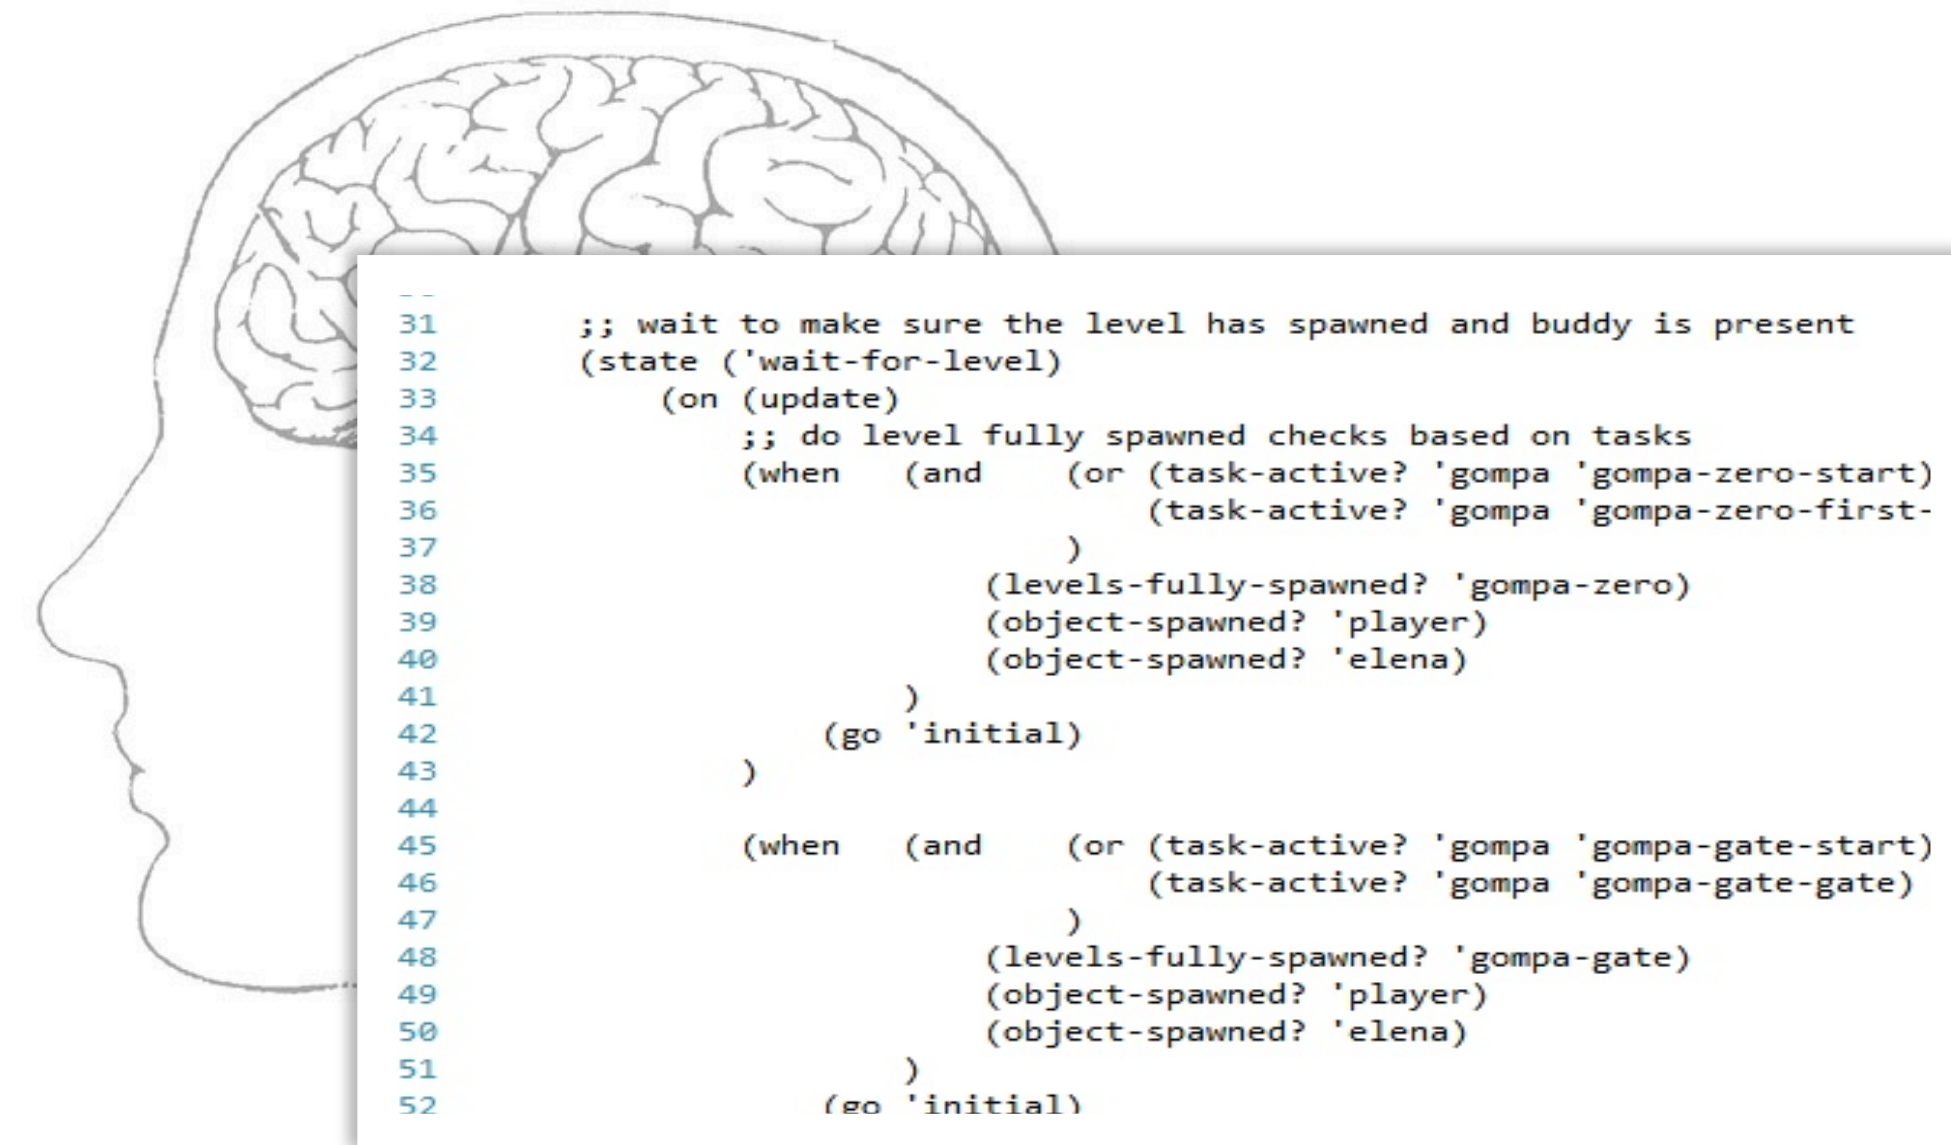 31 ;; wait to make sure the level has spawned and buddy is present
32 (state ('wait-for-level)
33 (on (update)
34 ;; do level fully spawned checks based on tasks
35 (when (and (or (task-active? 'gompa 'gompa-zero-start)
36 (task-active? 'gompa 'gompa-zero-first-
37 )
38 (levels-fully-spawned? 'gompa-zero)
39 (object-spawned? 'player)
40 (object-spawned? 'elena)
41 )
42 (go 'initial)
43 )
44
45 (when (and (or (task-active? 'gompa 'gompa-gate-start)
46 (task-active? 'gompa 'gompa-gate-gate)
47 )
48 (levels-fully-spawned? 'gompa-gate)
49 (object-spawned? 'player)
50 (object-spawned? 'elena)
51 )
52 (go 'initial)